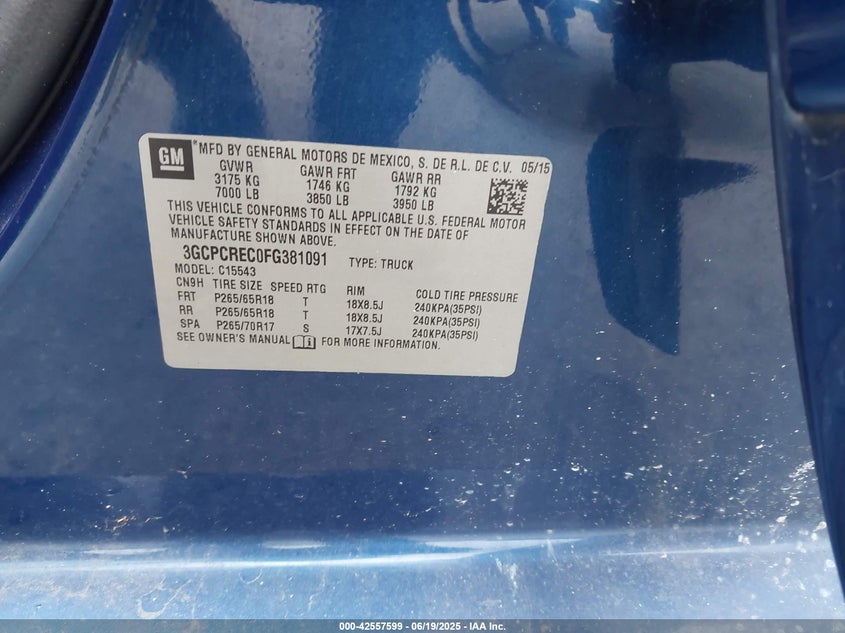 GM
*MFD BY GENERAL MOTORS DE MEXICO, S. DE R.L. DE C.V. 05/15
GVWR GAWR FRT GAWR RR
3175 KG 1746 KG 1792 KG
7000 LB 3850 LB 3950 LB
THIS VEHICLE CONFORMS TO ALL APPLICABLE U.S. FEDERAL MOTOR
VEHICLE SAFETY STANDARDS IN EFFECT ON THE DATE OF
MANUFACTURE SHOWN ABOVE.
3GCPCREC0FG381091 TYPE: TRUCK
MODEL: C15543
CN9H TIRE SIZE SPEED RTG RIM COLD TIRE PRESSURE
FRT P265/65R18 T 18X8.5J 240KPA(35PSI)
RR P265/65R18 T 18X8.5J 240KPA(35PSI)
SPA P265/70R17 S 17X7.5J 240KPA(35PSI)
SEE OWNER'S MANUAL FOR MORE INFORMATION.
000-42557599 - 06/19/2025 - IAA Inc.